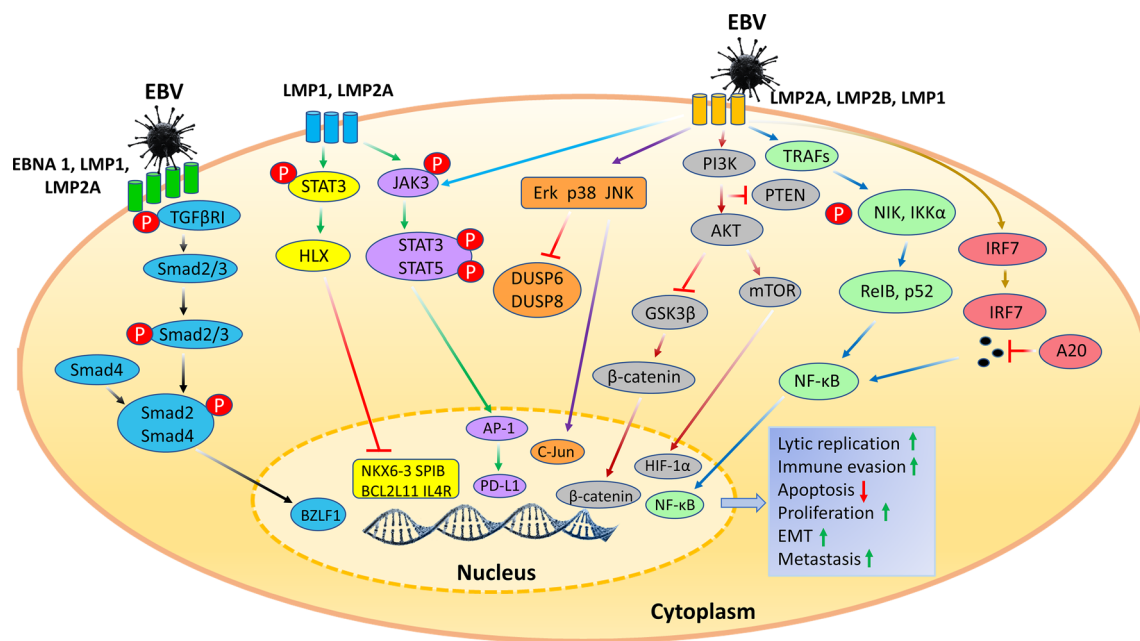 EBV
EBNA 1, LMP1,
LMP2A
P
TGFβRI
Smad2/3
P
Smad2/3
Smad4
Smad2
Smad4
P
BZLF1
LMP1, LMP2A
P
STAT3
HLX
NKX6-3 SPIB
BCL2L11 IL4R
P
JAK3
STAT3
STAT5
P
P
AP-1
PD-L1
Erk p38 JNK
DUSP6
DUSP8
C-Jun
EBV
LMP2A, LMP2B, LMP1
PI3K
PTEN
AKT
GSK3β
mTOR
β-catenin
β-catenin
HIF-1α
TRAFs
P
NIK, IKKα
RelB, p52
NF-κB
NF-κB
IRF7
IRF7
A20
Lytic replication
Immune evasion
Apoptosis
Proliferation
EMT
Metastasis
Nucleus
Cytoplasm